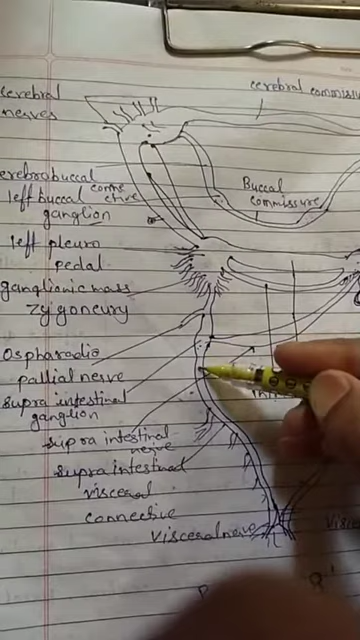 cerebral
nerves
cerebral commiss
cerebrobuccal
connective
Buccal
commissure
left buccal
ganglion
left pleuro
pedal
ganglionic mass
Zygoneury
Ospharadio
pallial nerve
supra intestinal
ganglion
supra intestinal
nerve
supra intestinal
visceral
connective
Visceral nerve